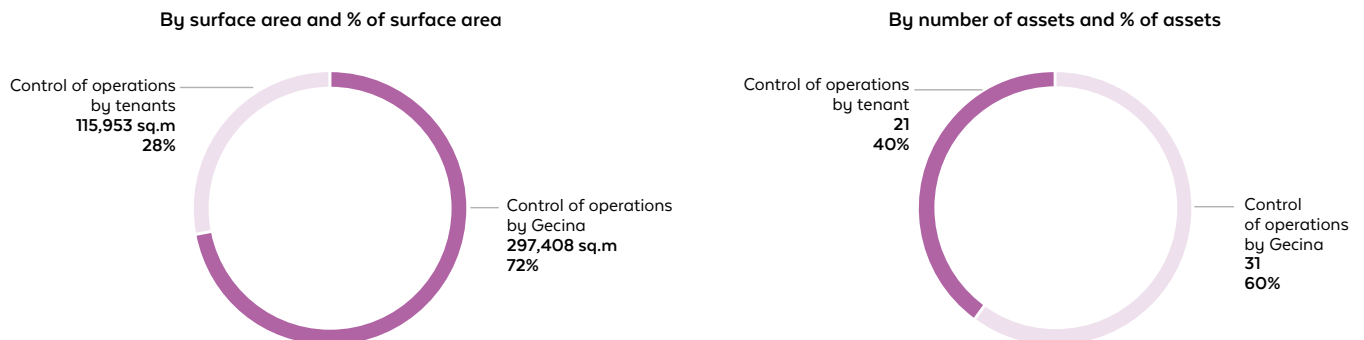 By surface area and % of surface area
Control of operations
by tenants
115,953 sq.m
28%
Control of operations
by Gecina
297,408 sq.m
72%
By number of assets and % of assets
Control of operations
by tenant
21
40%
Control
of operations
by Gecina
31
60%